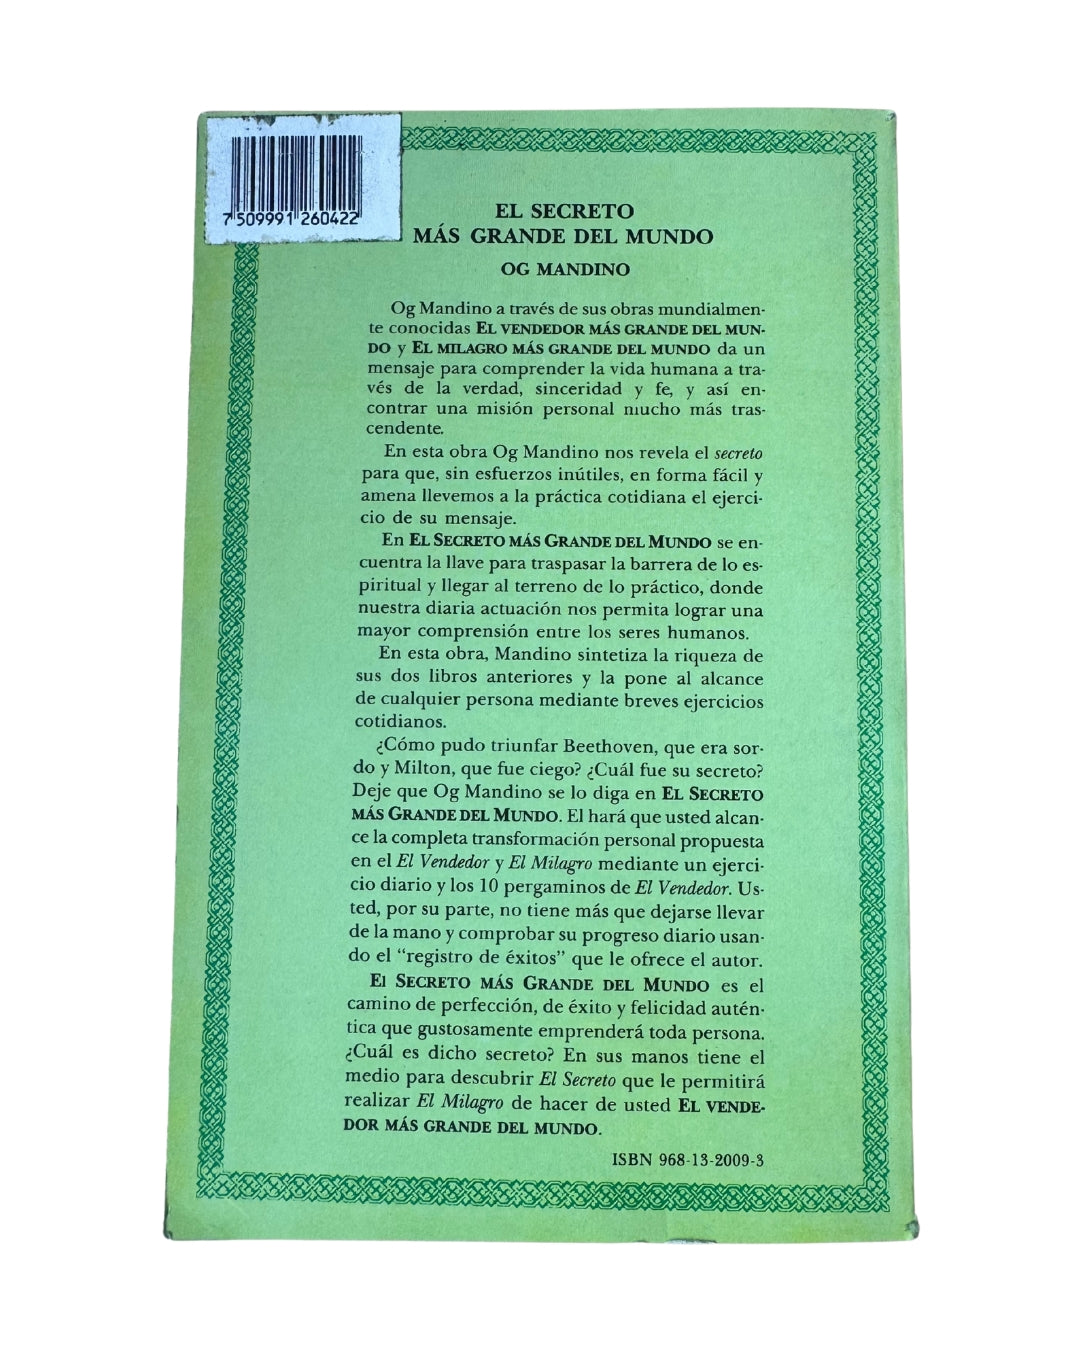 7 509991 260422
EL SECRETO
MÁS GRANDE DEL MUNDO
OG MANDINO
Og Mandino a través de sus obras mundialmen-
te conocidas EL VENDEDOR MÁS GRANDE DEL MUN-
DO y EL MILAGRO MÁS GRANDE DEL MUNDO da un
mensaje para comprender la vida humana a tra-
vés de la verdad, sinceridad y fe, y así en-
contrar una misión personal mucho más tras-
cendente.
En esta obra Og Mandino nos revela el secreto
para que, sin esfuerzos inútiles, en forma fácil y
amena llevemos a la práctica cotidiana el ejerci-
cio de su mensaje.
En EL SECRETO MÁS GRANDE DEL MUNDO se en-
cuentra la llave para traspasar la barrera de lo es-
piritual y llegar al terreno de lo práctico, donde
nuestra diaria actuación nos permita lograr una
mayor comprensión entre los seres humanos.
En esta obra, Mandino sintetiza la riqueza de
sus dos libros anteriores y la pone al alcance
de cualquier persona mediante breves ejercicios
cotidianos.
¿Cómo pudo triunfar Beethoven, que era sor-
do y Milton, que fue ciego? ¿Cuál fue su secreto?
Deje que Og Mandino se lo diga en EL SECRETO
MÁS GRANDE DEL MUNDO. El hará que usted alcan-
ce la completa transformación personal propuesta
en el El Vendedor y El Milagro mediante un ejerci-
cio diario y los 10 pergaminos de El Vendedor. Us-
ted, por su parte, no tiene más que dejarse llevar
de la mano y comprobar su progreso diario usan-
do el "registro de éxitos" que le ofrece el autor.
El SECRETO MÁS GRANDE DEL MUNDO es el
camino de perfección, de éxito y felicidad autén-
tica que gustosamente emprenderá toda persona.
¿Cuál es dicho secreto? En sus manos tiene el
medio para descubrir El Secreto que le permitirá
realizar El Milagro de hacer de usted EL VENDE-
DOR MÁS GRANDE DEL MUNDO.
ISBN 968-13-2009-3